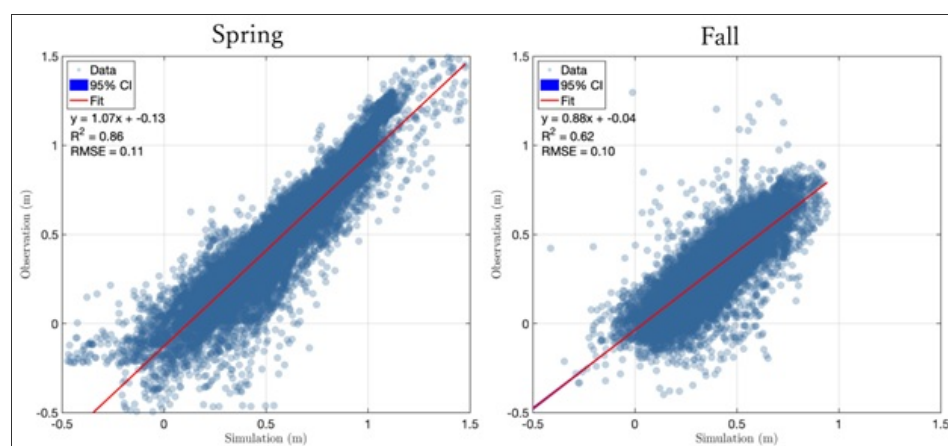 Spring
1.5
1
0.5
0
-0.5
-0.5
0
0.5
1
1.5
Observation (m)
Simulation (m)
Data
95% CI
Fit
y = 1.07x + -0.13
R² = 0.86
RMSE = 0.11
Fall
1.5
1
0.5
0
-0.5
-0.5
0
0.5
1
1.5
Observation (m)
Simulation (m)
Data
95% CI
Fit
y = 0.88x + -0.04
R² = 0.62
RMSE = 0.10